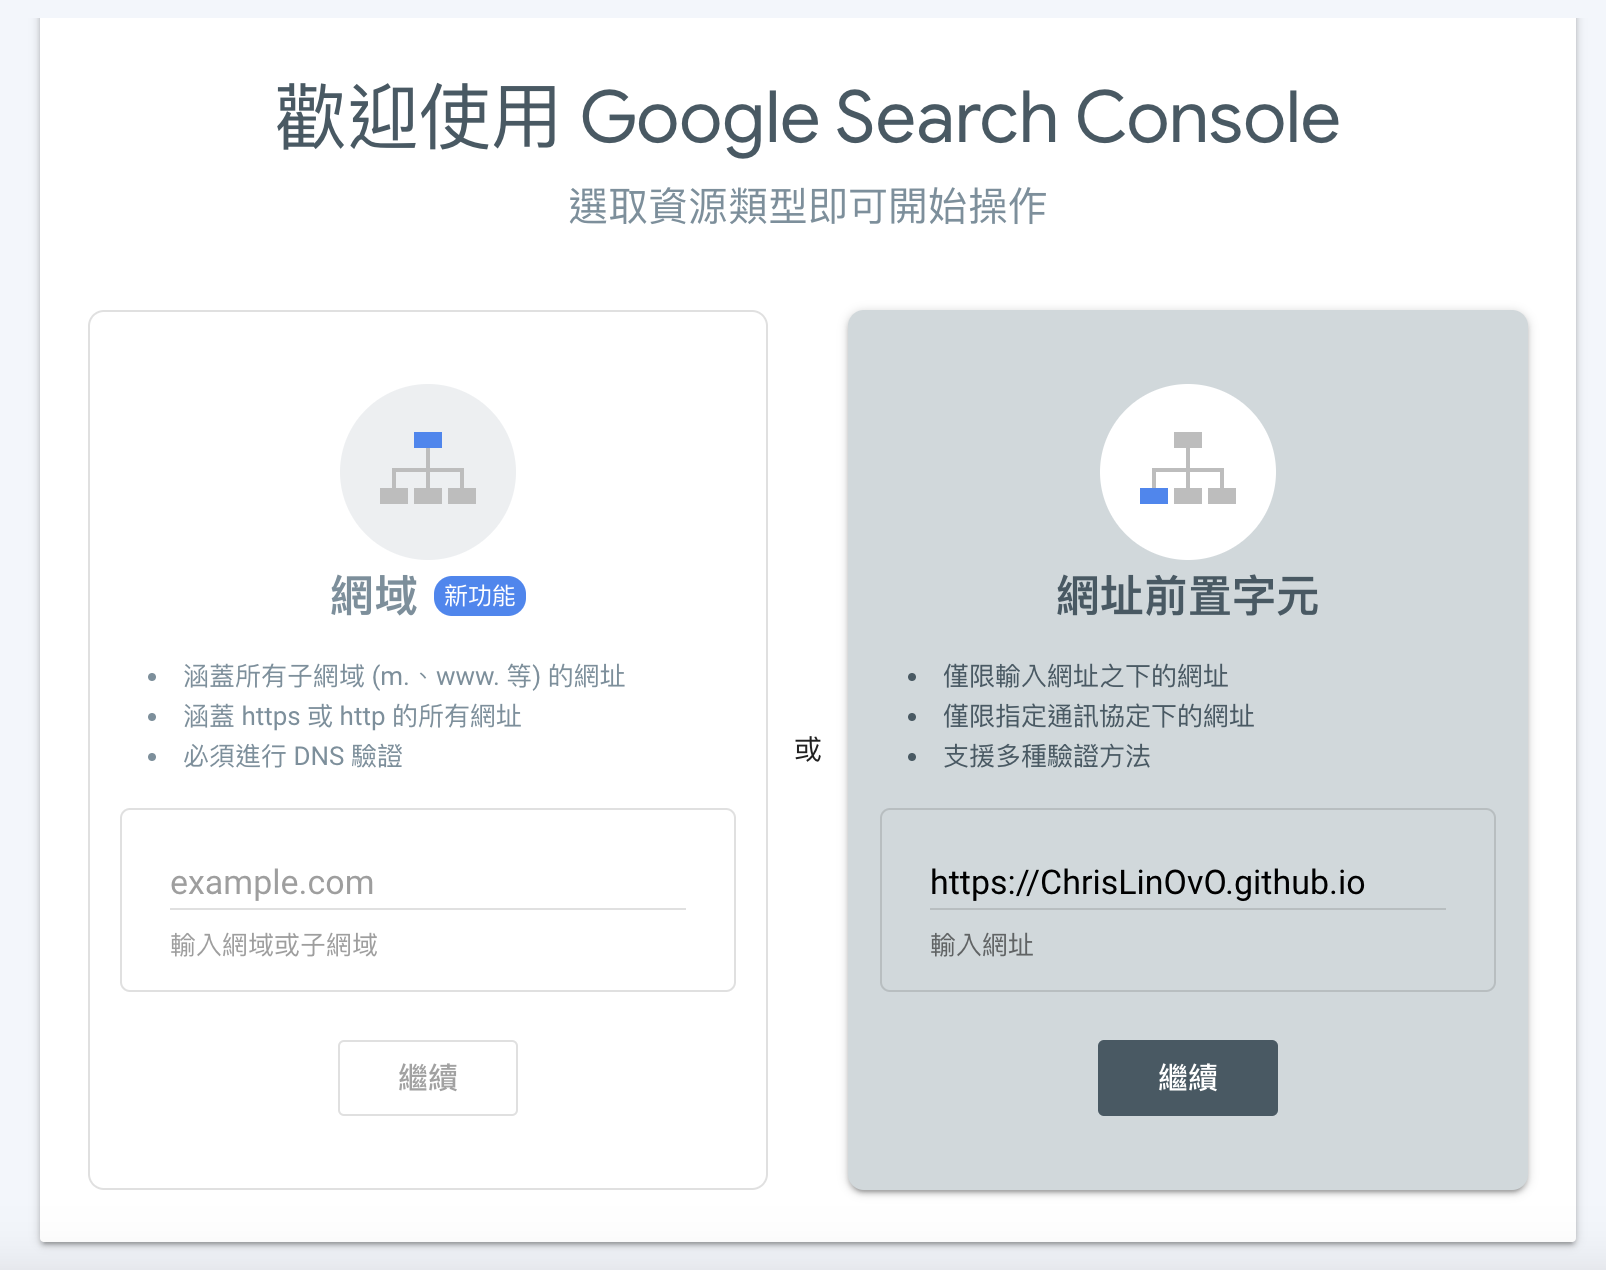 歡迎使用 Google Search Console
選取資源類型即可開始操作
網域 新功能
• 涵蓋所有子網域 (m.、www. 等) 的網址
• 涵蓋 https 或 http 的所有網址
• 必須進行 DNS 驗證
example.com
輸入網域或子網域
繼續
或
網址前置字元
• 僅限輸入網址之下的網址
• 僅限指定通訊協定下的網址
• 支援多種驗證方法
https://ChrisLinOvO.github.io
輸入網址
繼續